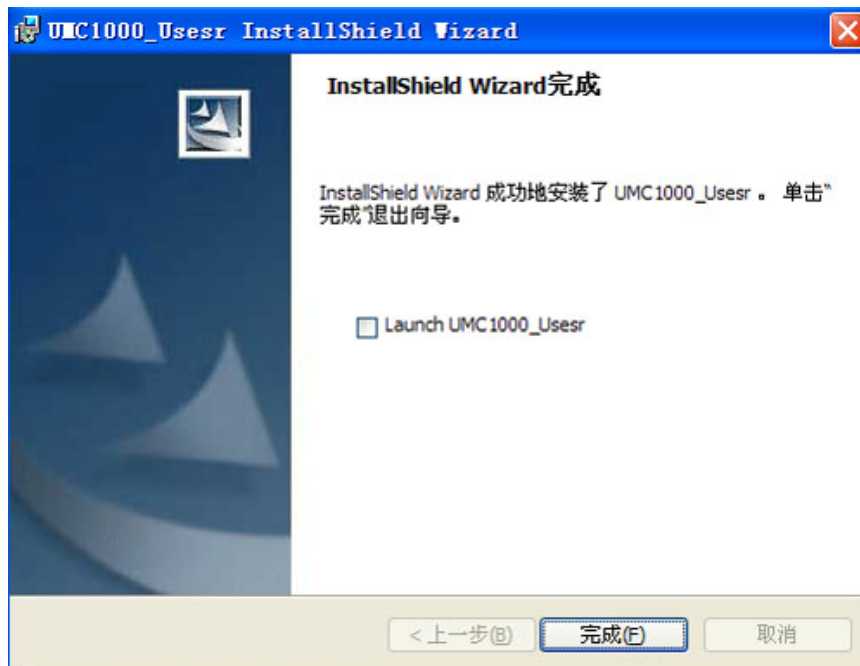 UMC1000_Usesr InstallShield Wizard
InstallShield Wizard完成
InstallShield Wizard 成功地安装了 UMC1000_Usesr 。 单击“
完成”退出向导。
Launch UMC1000_Usesr
< 上一步(B)
完成(F)
取消